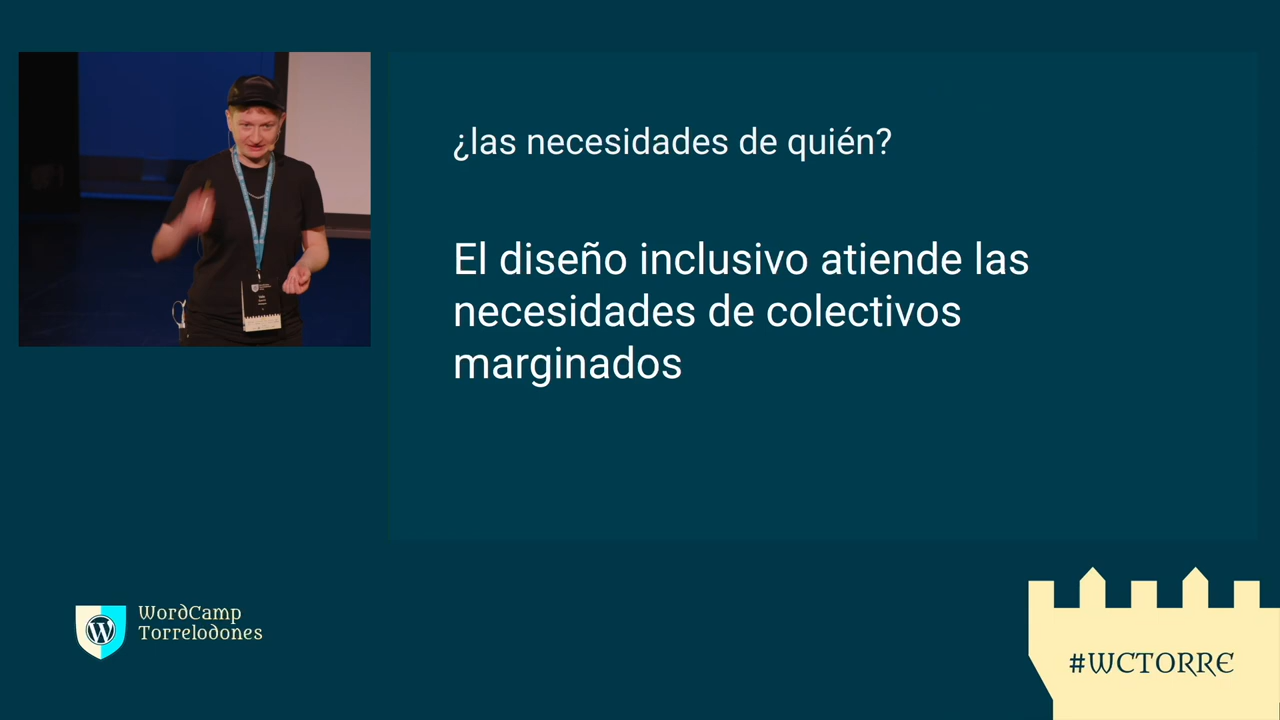 ¿las necesidades de quién?
El diseño inclusivo atiende las
necesidades de colectivos
marginados
WordCamp
Torrelodones
#WCTORRE